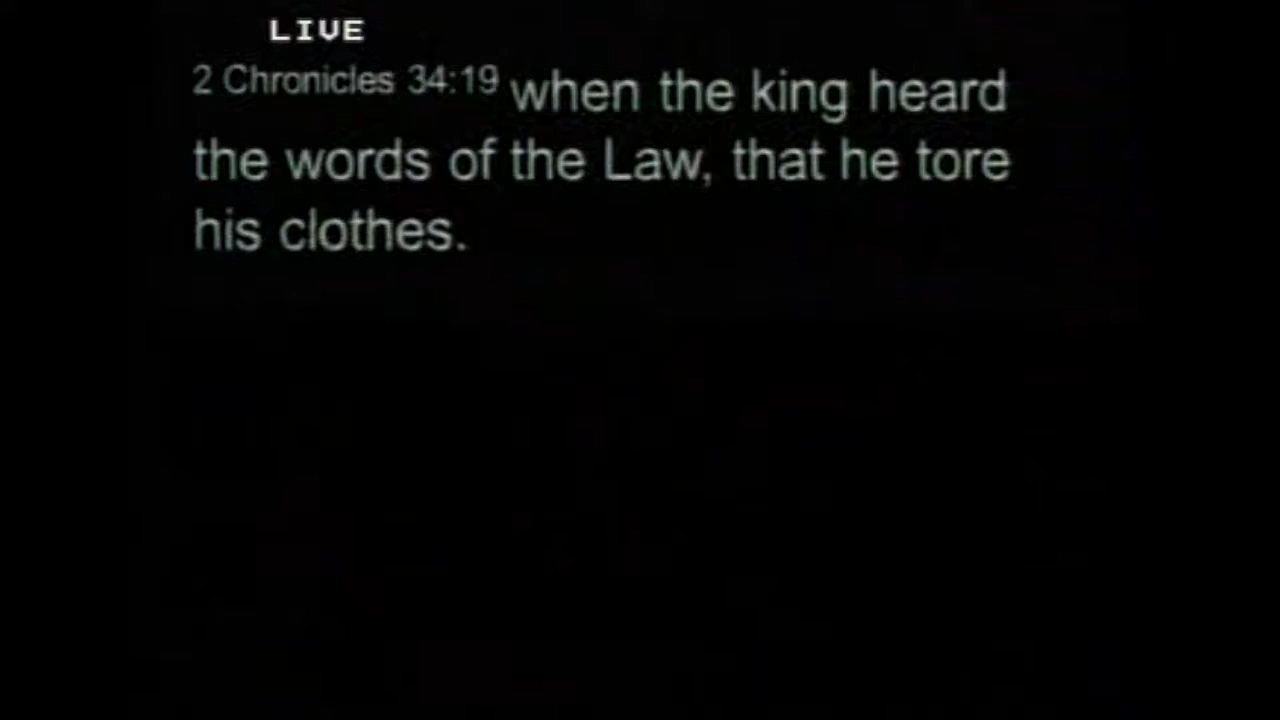 LIVE
2 Chronicles 34:19 when the king heard
the words of the Law, that he tore
his clothes.